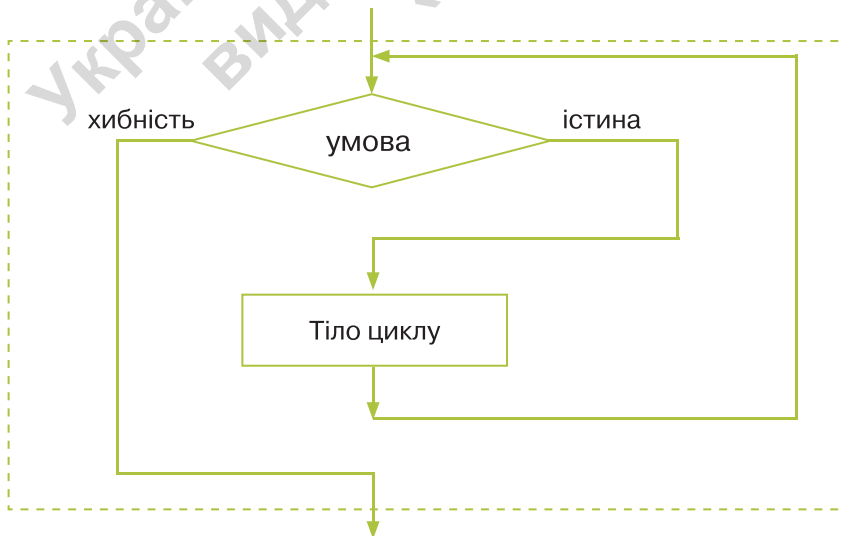 хибність
істина
умова
Тіло циклу